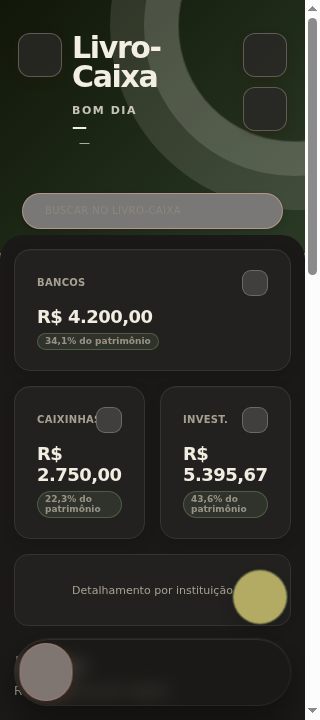 Livro-
Caixa
BOM DIA
—
—
BUSCAR NO LIVRO-CAIXA
BANCOS
R$ 4.200,00
34,1% do patrimônio
CAIXINHAS
INVEST.
R$
2.750,00
R$
5.395,67
22,3% do
patrimônio
43,6% do
patrimônio
Detalhamento por instituição